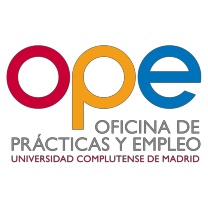 ope
OFICINA DE
PRÁCTICAS Y EMPLEO
UNIVERSIDAD COMPLUTENSE DE MADRID